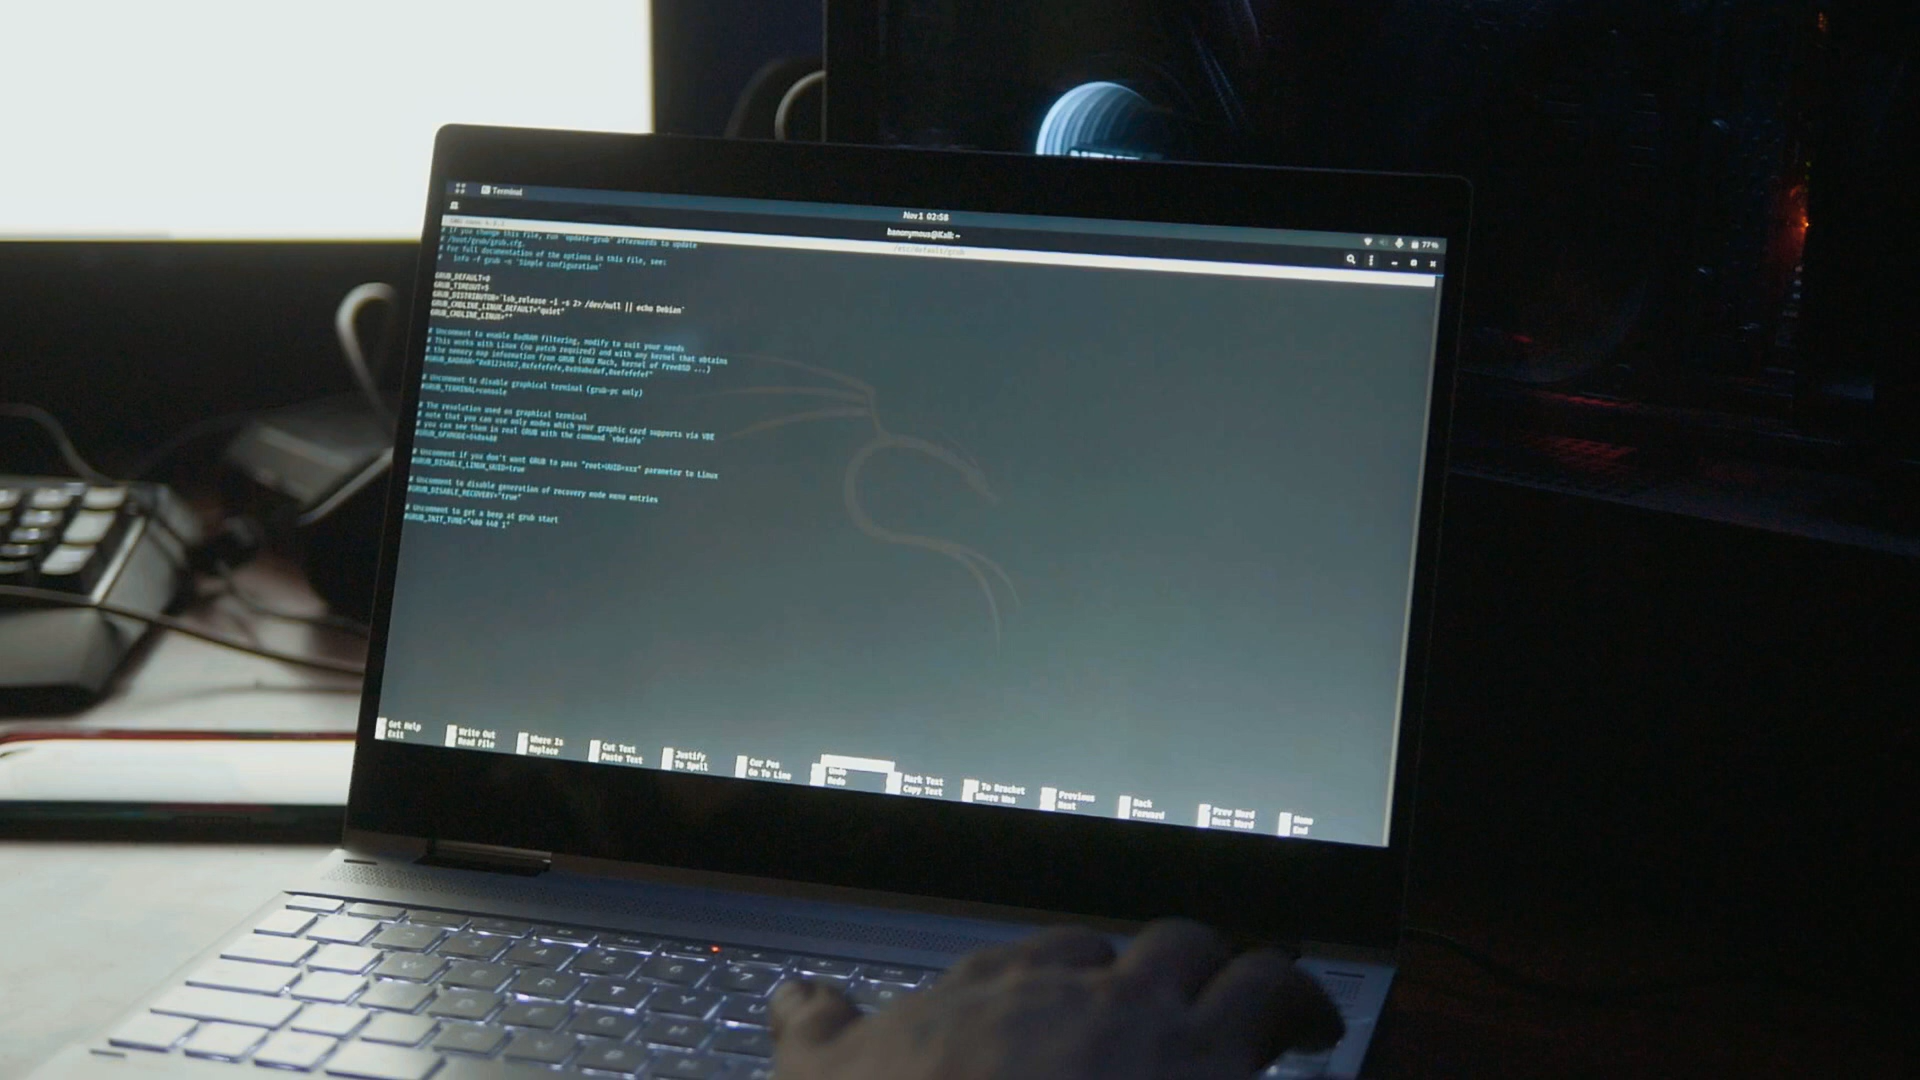 Terminal
Nov 1 02:58
bononymous@Kali: ~
77%
/etc/default/grub
# If you change this file, run 'update-grub' afterwards to update
# /boot/grub/grub.cfg.
# For full documentation of the options in this file, see:
#   info -f grub -n 'Simple configuration'
GRUB_DEFAULT=0
GRUB_TIMEOUT=5
GRUB_DISTRIBUTOR=`lsb_release -i -s 2> /dev/null || echo Debian`
GRUB_CMDLINE_LINUX_DEFAULT="quiet"
GRUB_CMDLINE_LINUX=""
# Uncomment to enable BadRAM filtering, modify to suit your needs
# This works with Linux (no patch required) and with any kernel that obtains
# the memory map information from GRUB (GNU Mach, kernel of FreeBSD ...)
#GRUB_BADRAM="0x01234567,0xfefefefe,0x89abcdef,0xefefefef"
# Uncomment to disable graphical terminal (grub-pc only)
#GRUB_TERMINAL=console
# The resolution used on graphical terminal
# note that you can use only modes which your graphic card supports via VBE
# you can see them in real GRUB with the command `vbeinfo'
#GRUB_GFXMODE=640x480
# Uncomment if you don't want GRUB to pass "root=UUID=xxx" parameter to Linux
#GRUB_DISABLE_LINUX_UUID=true
# Uncomment to disable generation of recovery mode menu entries
#GRUB_DISABLE_RECOVERY="true"
# Uncomment to get a beep at grub start
#GRUB_INIT_TUNE="480 440 1"
Get Help Write Out Where Is Cut Text Justify Cur Pos Undo Mark Text To Bracket Previous Back Prev Word Home
Exit Read File Replace Paste Text To Spell Go To Line Redo Copy Text Where Was Next Forward Next Word End
3 4 5 6 7
W E R T Y U
D F G H